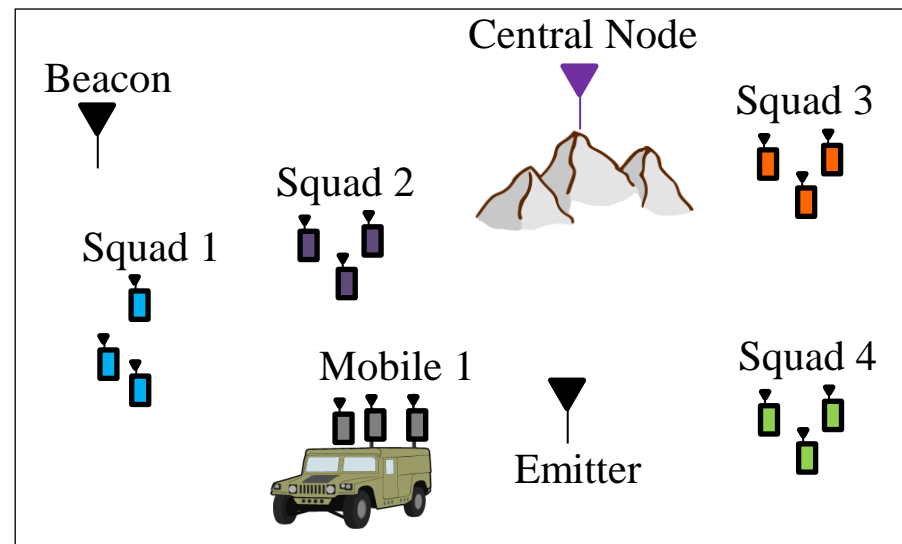 Central Node
Beacon
Squad 3
Squad 2
Squad 1
Mobile 1
Squad 4
Emitter